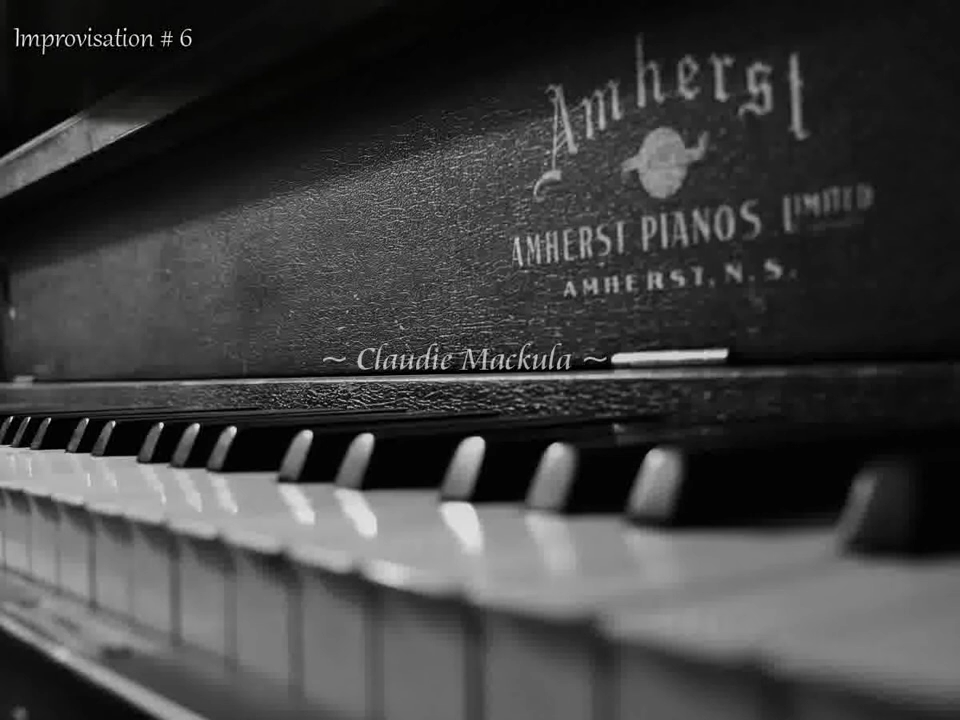 Improvisation # 6
Amherst
AMHERST PIANOS LIMITED
AMHERST, N. S.
~ Claudie Mackula ~